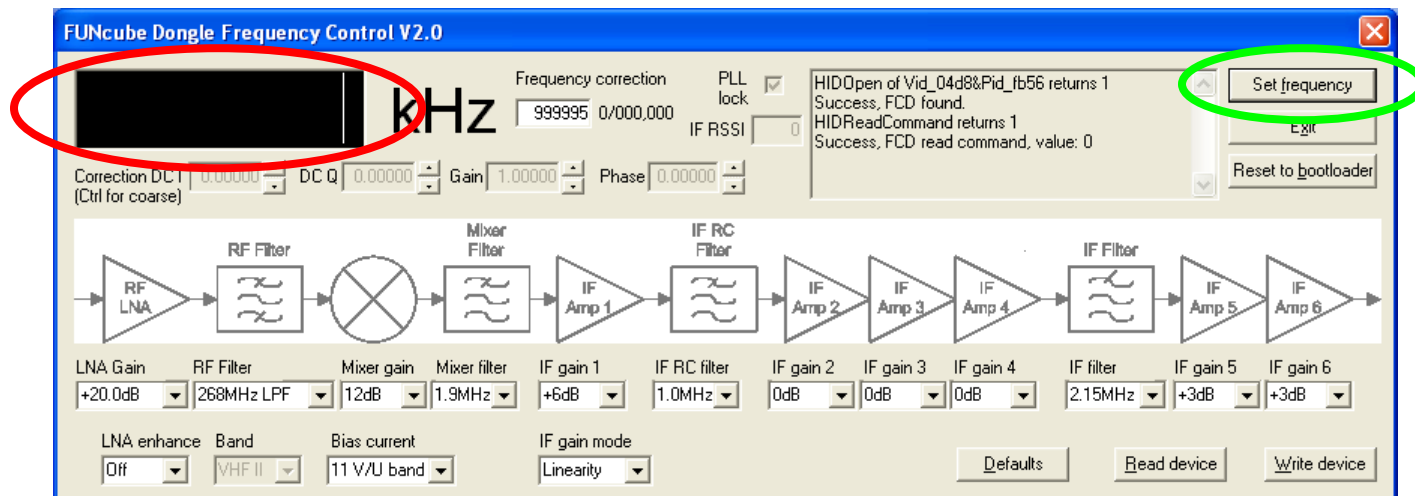 FUNcube Dongle Frequency Control V2.0
kHz
Frequency correction
999995 0/000,000
PLL
lock
IF RSSI 0
HIDOpen of Vid_04d8&Pid_fb56 returns 1
Success, FCD found.
HIDReadCommand returns 1
Success, FCD read command, value: 0
Set frequency
Exit
Reset to bootloader
Correction DC I 0.00000 DC Q 0.00000 Gain 1.00000 Phase 0.00000
(Ctrl for coarse)
RF
LNA
RF Filter
Mixer
Filter
IF
Amp 1
IF RC
Filter
IF
Amp 2
IF
Amp 3
IF
Amp 4
IF Filter
IF
Amp 5
IF
Amp 6
LNA Gain RF Filter Mixer gain Mixer filter IF gain 1 IF RC filter IF gain 2 IF gain 3 IF gain 4 IF filter IF gain 5 IF gain 6
+20.0dB 268MHz LPF 12dB 1.9MHz +6dB 1.0MHz 0dB 0dB 0dB 2.15MHz +3dB +3dB
LNA enhance Band Bias current IF gain mode
Off VHF II 11 V/U band Linearity Defaults Read device Write device